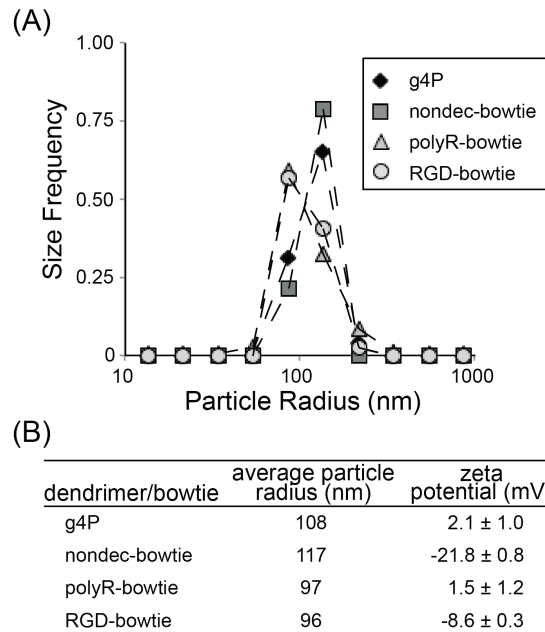 (A)
1.00
0.75
0.50
0.25
0
Size Frequency
10
100
1000
Particle Radius (nm)
g4P
nondec-bowtie
polyR-bowtie
RGD-bowtie
(B)
dendrimer/bowtie average particle radius (nm) zeta potential (mV
g4P 108 2.1 ± 1.0
nondec-bowtie 117 -21.8 ± 0.8
polyR-bowtie 97 1.5 ± 1.2
RGD-bowtie 96 -8.6 ± 0.3